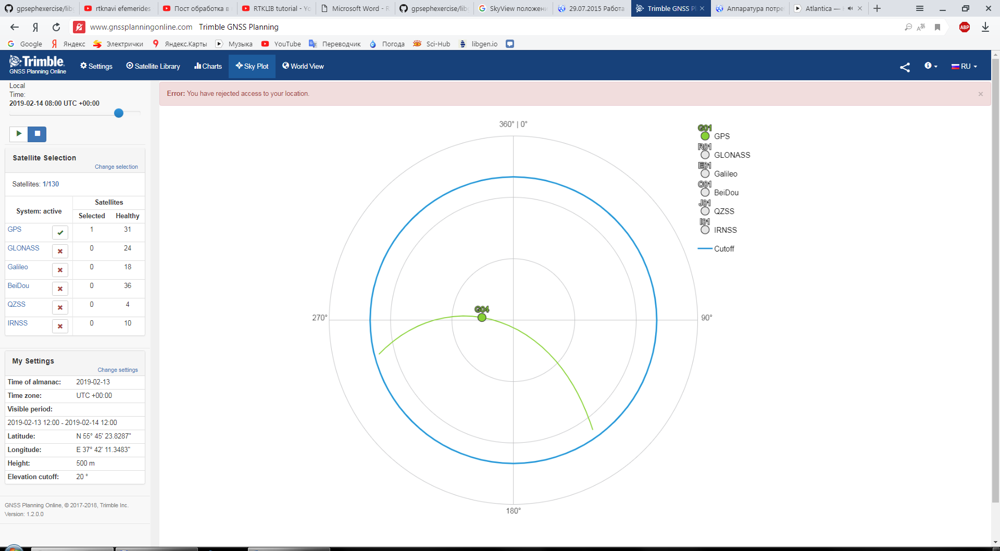 gpsephexercise/lib
rtknavi efemerides
Пост обработка в
RTKLIB tutorial - Yo
Microsoft Word - R
gpsephexercise/lib
SkyView положени
29.07.2015 Работа
Trimble GNSS Pl
Аппаратура потре
Atlantica —
www.gnssplanningonline.com Trimble GNSS Planning
ABP
Google
Яндекс
Электрички
Яндекс.Карты
Музыка
YouTube
Переводчик
Погода
Sci-Hub
libgen.io
Trimble.
GNSS Planning Online
Settings
Satellite Library
Charts
Sky Plot
World View
RU
Local
Time:
2019-02-14 08:00 UTC +00:00
Error: You have rejected access to your location.
×
Satellite Selection
Change selection
Satellites: 1/130
System: active
Satellites
Selected Healthy
GPS 1 31
GLONASS 0 24
Galileo 0 18
BeiDou 0 36
QZSS 0 4
IRNSS 0 10
My Settings
Change settings
Time of almanac: 2019-02-13
Time zone: UTC +00:00
Visible period:
2019-02-13 12:00 - 2019-02-14 12:00
Latitude: N 55° 45' 23.8287"
Longitude: E 37° 42' 11.3483"
Height: 500 m
Elevation cutoff: 20 °
GNSS Planning Online, © 2017-2018, Trimble Inc.
Version: 1.2.0.0
360° | 0°
270°
90°
180°
G04
G01
GPS
R01
GLONASS
E01
Galileo
C01
BeiDou
J01
QZSS
I01
IRNSS
Cutoff